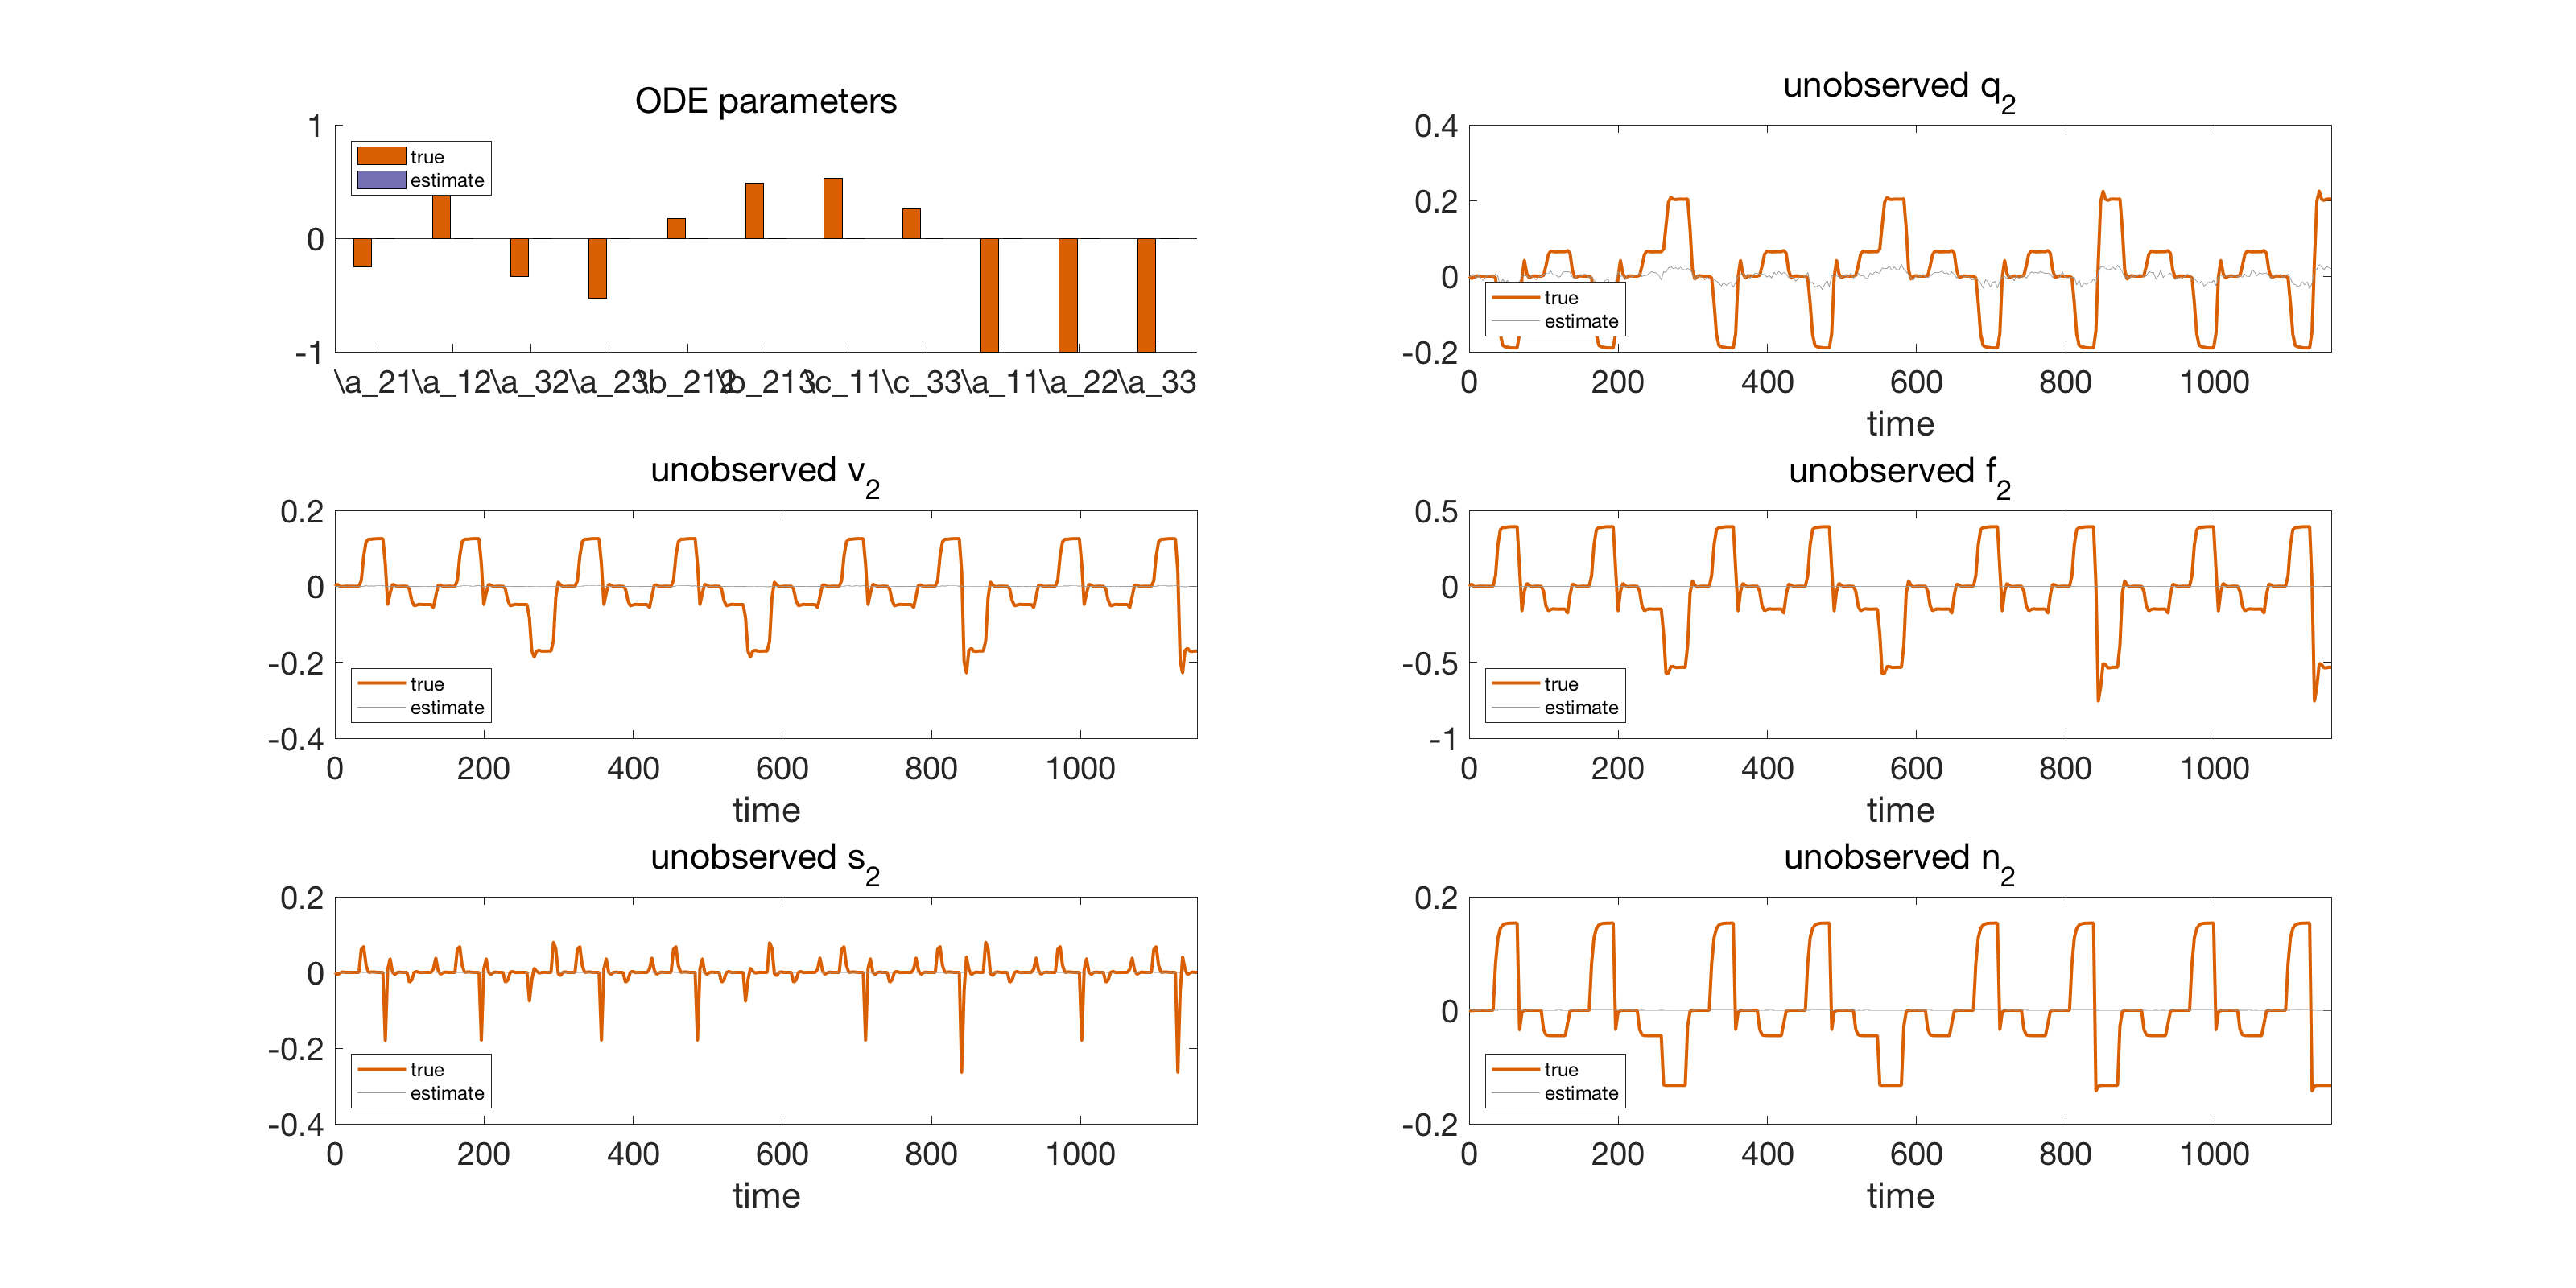 ODE parameters
1
0
-1
true
estimate
\a_21 \a_12 \a_32 \a_23 \b_212 \b_213 \c_11 \c_33 \a_11 \a_22 \a_33
unobserved q2
0.4
0.2
0
-0.2
true
estimate
0 200 400 600 800 1000
time
unobserved v2
0.2
0
-0.2
-0.4
true
estimate
0 200 400 600 800 1000
time
unobserved f2
0.5
0
-0.5
-1
true
estimate
0 200 400 600 800 1000
time
unobserved s2
0.2
0
-0.2
-0.4
true
estimate
0 200 400 600 800 1000
time
unobserved n2
0.2
0
-0.2
true
estimate
0 200 400 600 800 1000
time